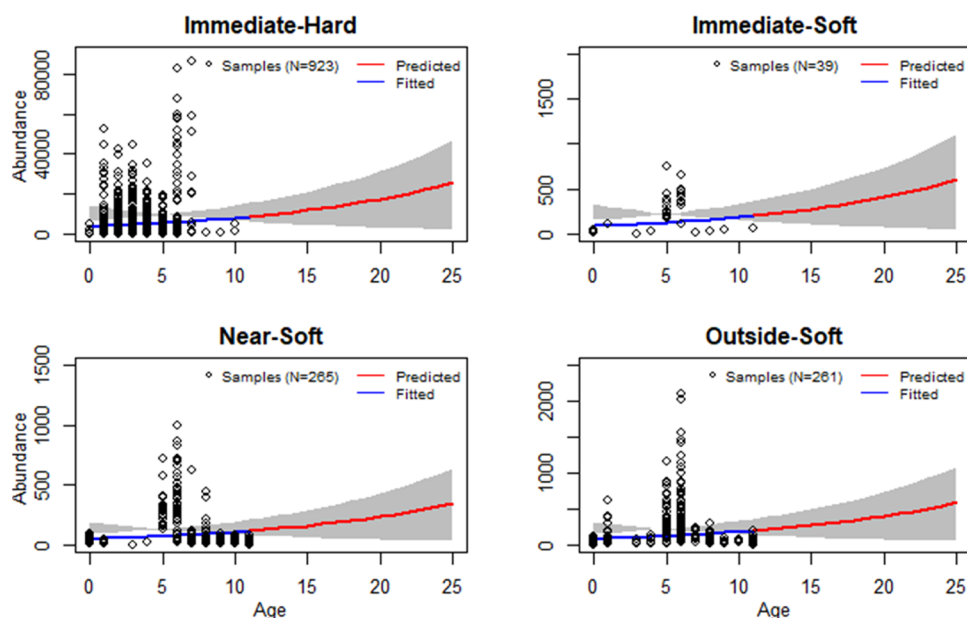 Immediate-Hard
Immediate-Soft
Samples (N=923)
Predicted
Fitted
Samples (N=39)
Predicted
Fitted
Abundance
80000
40000
0
1500
500
0
0 5 10 15 20 25
0 5 10 15 20 25
Near-Soft
Outside-Soft
Samples (N=265)
Predicted
Fitted
Samples (N=261)
Predicted
Fitted
Abundance
1500
1000
500
0
2000
1000
0
0 5 10 15 20 25
0 5 10 15 20 25
Age
Age